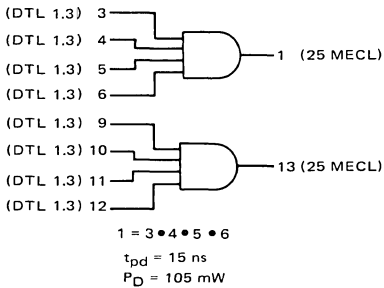 (DTL 1.3) 3
(DTL 1.3) 4
(DTL 1.3) 5
(DTL 1.3) 6
1 (25 MECL)
(DTL 1.3) 9
(DTL 1.3) 10
(DTL 1.3) 11
(DTL 1.3) 12
13 (25 MECL)
1 = 3 • 4 • 5 • 6
tpd = 15 ns
PD = 105 mW